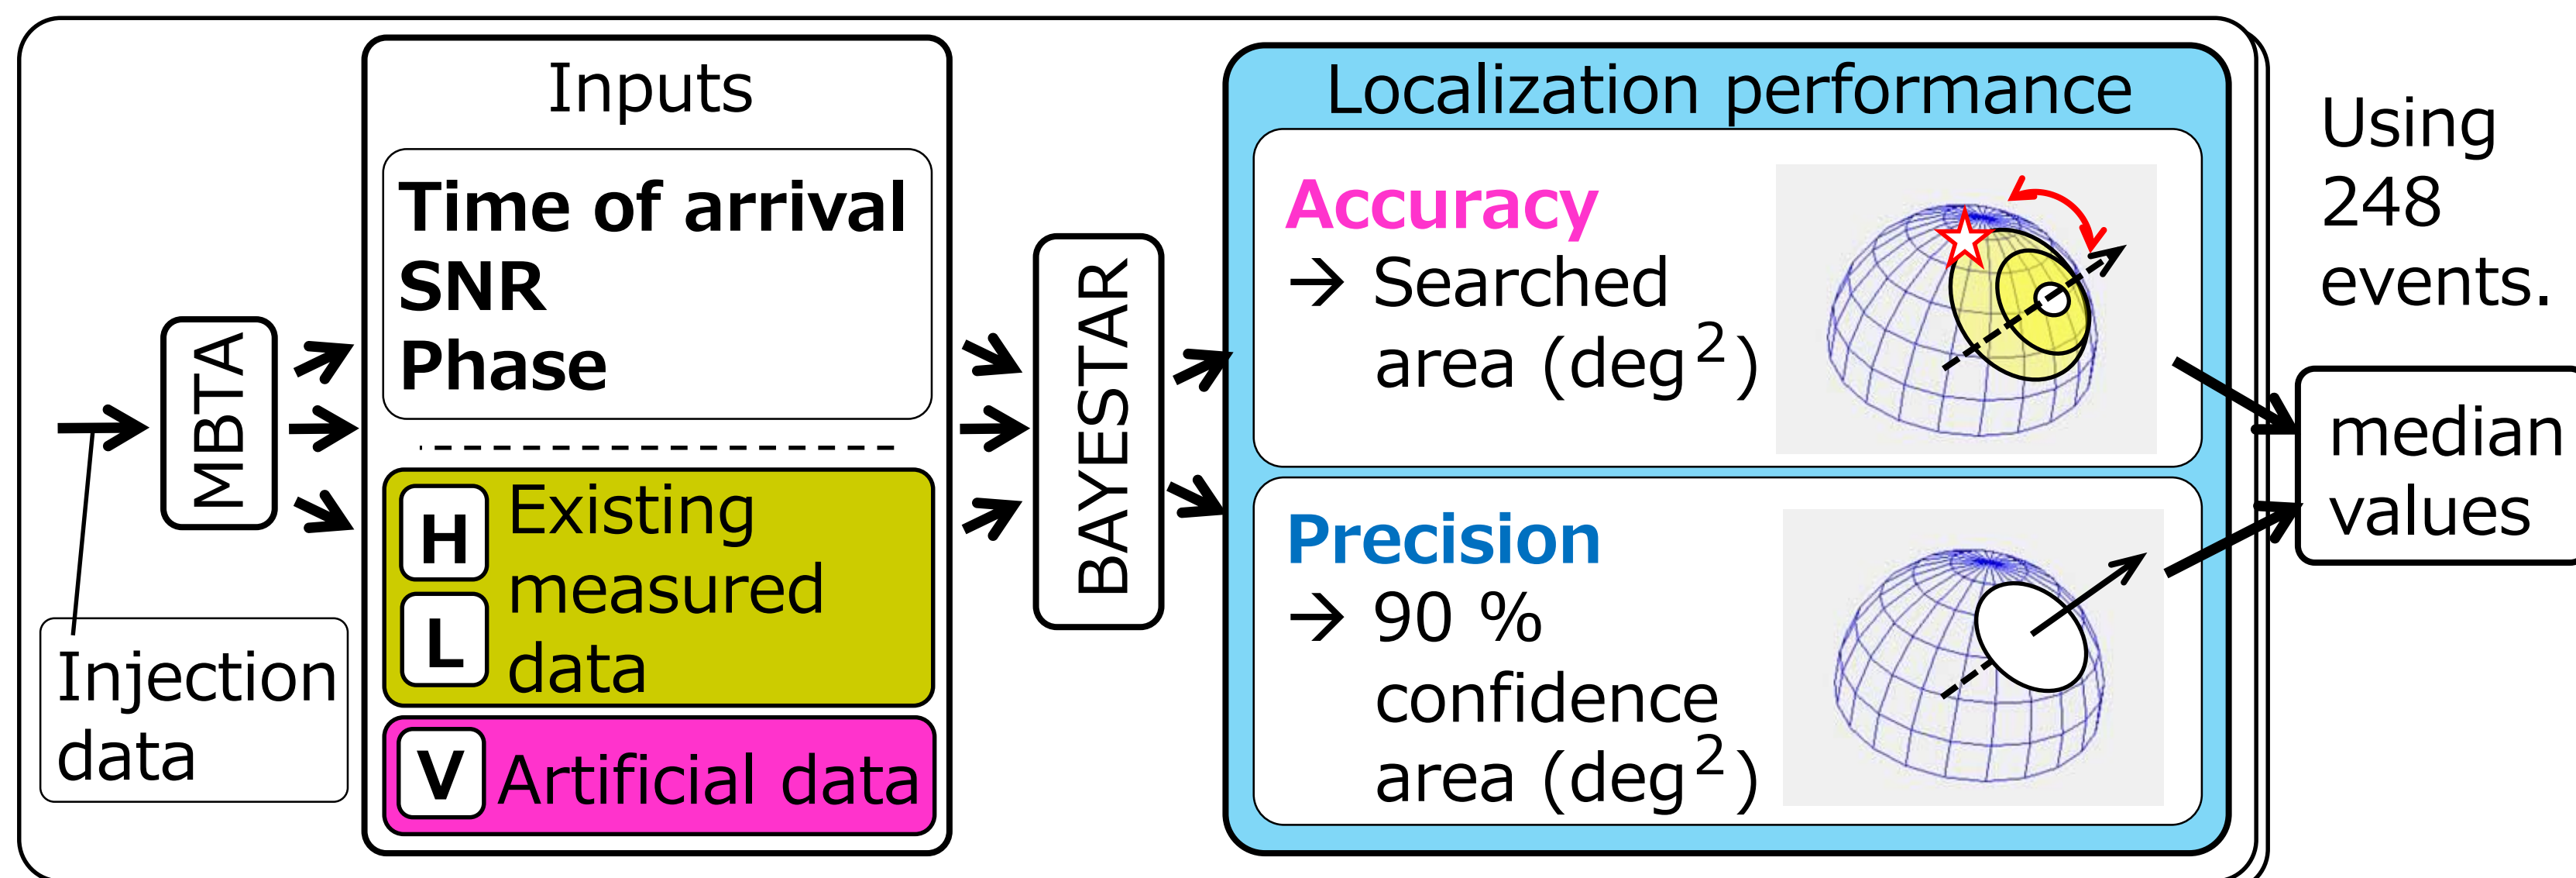 Injection
data
MBTA
Inputs
Time of arrival
SNR
Phase
H
L
Existing
measured
data
V
Artificial data
BAYESTAR
Localization performance
Accuracy
→ Searched
area (deg²)
Precision
→ 90 %
confidence
area (deg²)
Using
248
events.
median
values